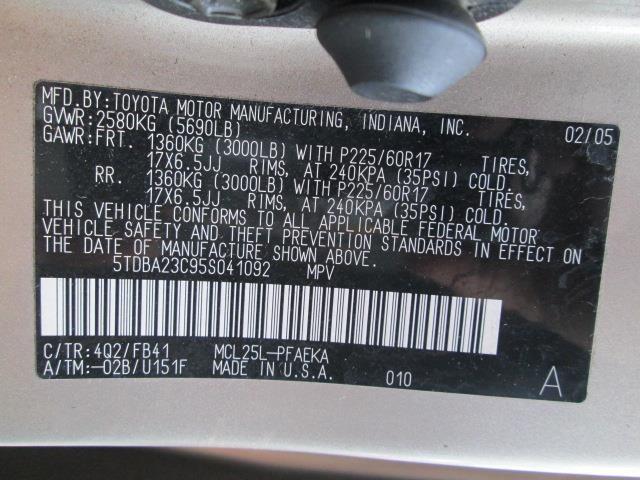 MFD.BY:TOYOTA MOTOR MANUFACTURING, INDIANA, INC. 02/05
GVWR:2580KG (5690LB)
GAWR:FRT. 1360KG (3000LB) WITH P225/60R17 TIRES,
17X6.5JJ RIMS, AT 240KPA (35PSI) COLD.
RR. 1360KG (3000LB) WITH P225/60R17 TIRES,
17X6.5JJ RIMS, AT 240KPA (35PSI) COLD.
THIS VEHICLE CONFORMS TO ALL APPLICABLE FEDERAL MOTOR
VEHICLE SAFETY AND THEFT PREVENTION STANDARDS IN EFFECT ON
THE DATE OF MANUFACTURE SHOWN ABOVE.
5TDBA23C95S041092 MPV
C/TR:4Q2/FB41 MCL25L-PFAEKA
A/TM:-02B/U151F MADE IN U.S.A. 010 A